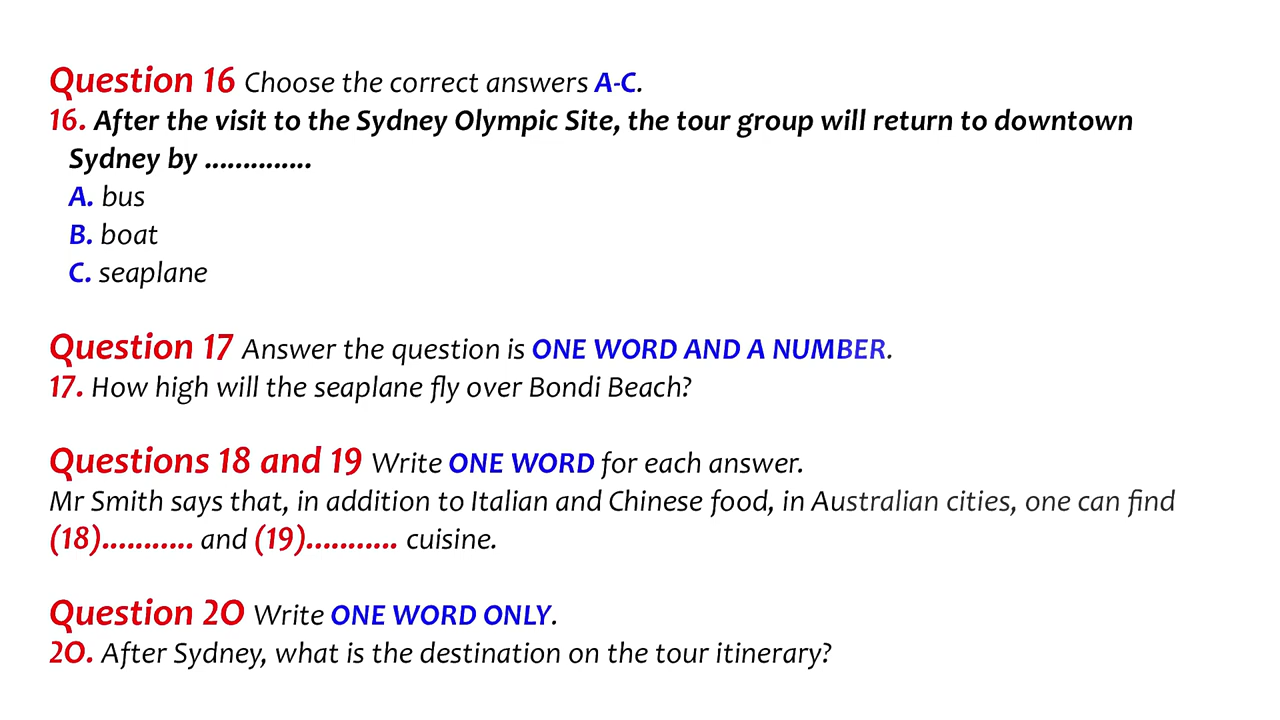 Question 16 Choose the correct answers A-C.
16. After the visit to the Sydney Olympic Site, the tour group will return to downtown
Sydney by ..............
A. bus
B. boat
C. seaplane
Question 17 Answer the question is ONE WORD AND A NUMBER.
17. How high will the seaplane fly over Bondi Beach?
Questions 18 and 19 Write ONE WORD for each answer.
Mr Smith says that, in addition to Italian and Chinese food, in Australian cities, one can find
(18)............ and (19)............ cuisine.
Question 20 Write ONE WORD ONLY.
20. After Sydney, what is the destination on the tour itinerary?